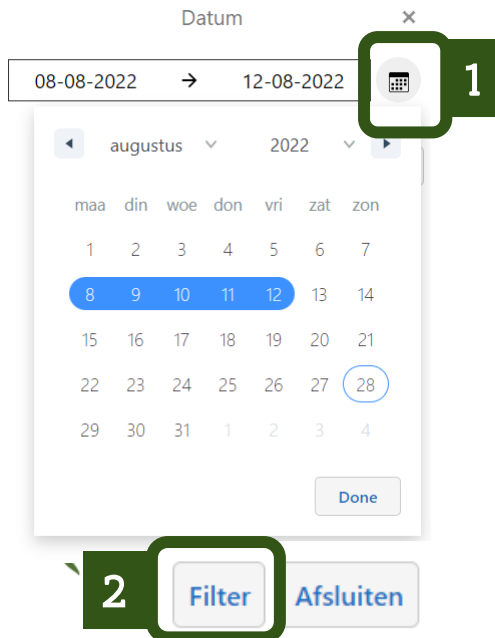 Datum ×
08-08-2022 → 12-08-2022
1
augustus 2022
maa din woe don vri zat zon
1 2 3 4 5 6 7
8 9 10 11 12 13 14
15 16 17 18 19 20 21
22 23 24 25 26 27 28
29 30 31 1 2 3 4
Done
2
Filter Afsluiten